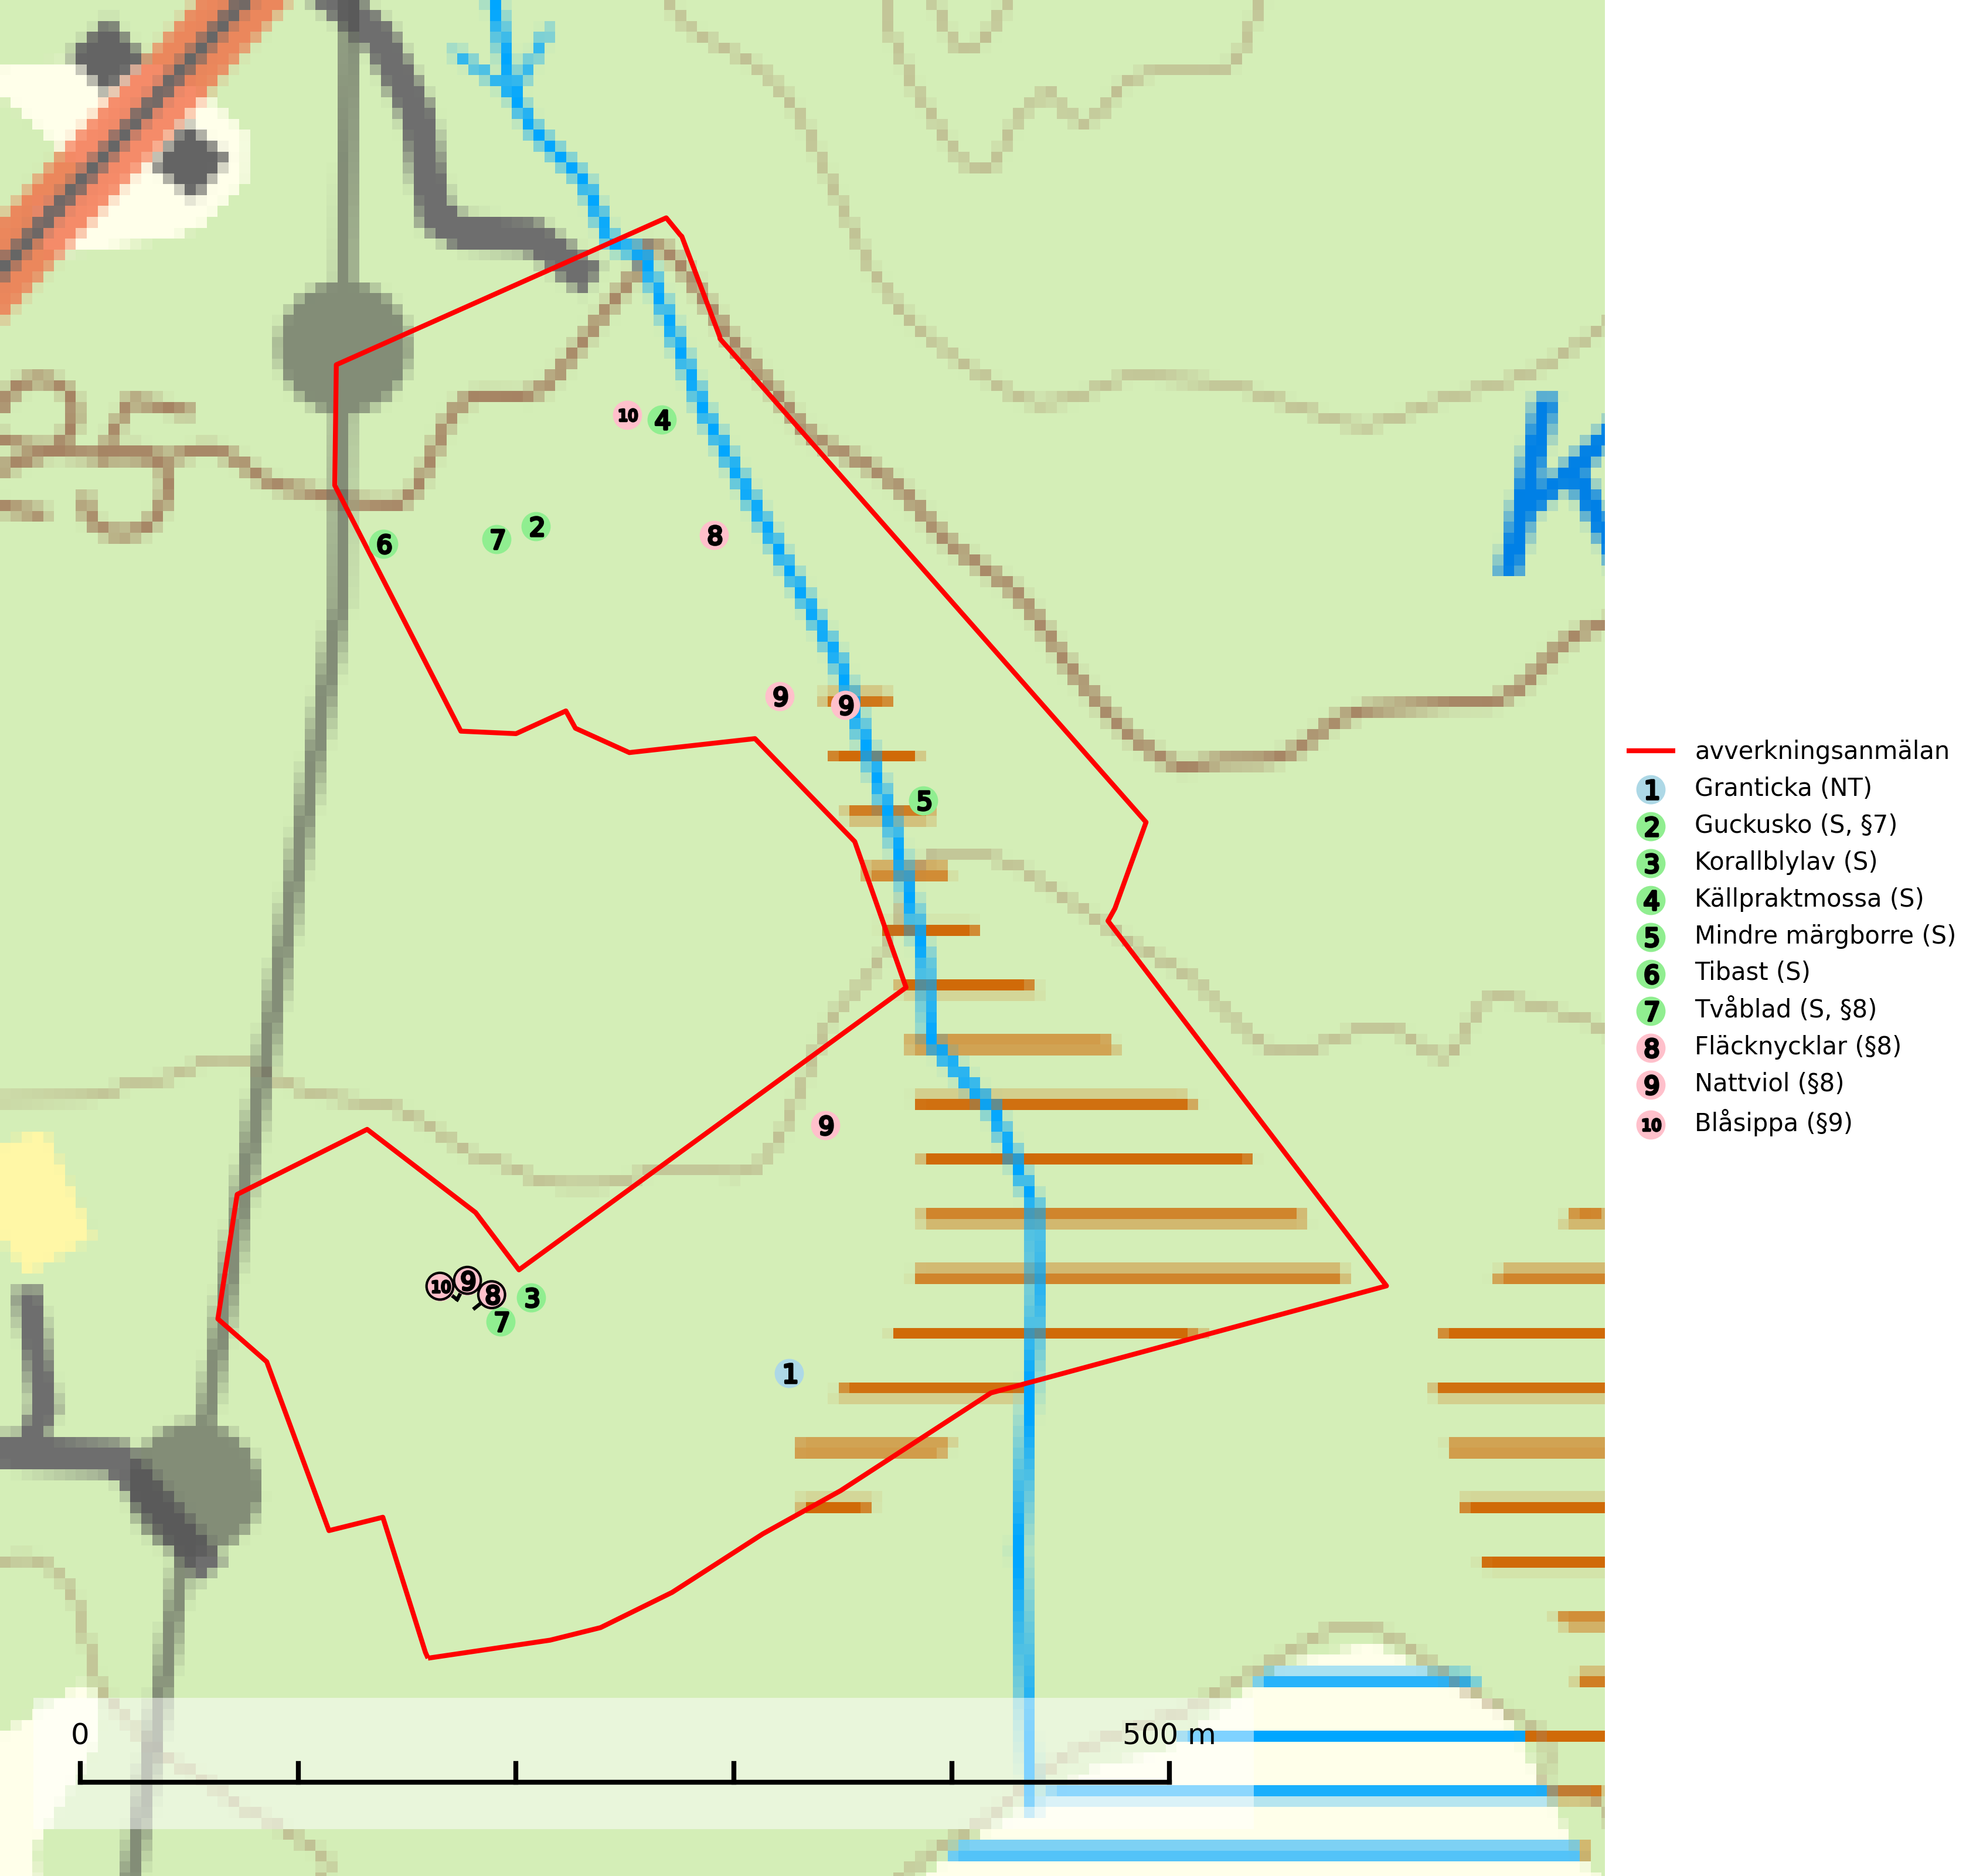 10
4
6
7
2
8
9
9
5
K
9
10
9
8
3
7
1
0
500 m
avverkningsanmälan
1 Granticka (NT)
2 Guckusko (S, §7)
3 Korallblylav (S)
4 Källpraktmossa (S)
5 Mindre märgborre (S)
6 Tibast (S)
7 Tvåblad (S, §8)
8 Fläcknycklar (§8)
9 Nattviol (§8)
10 Blåsippa (§9)